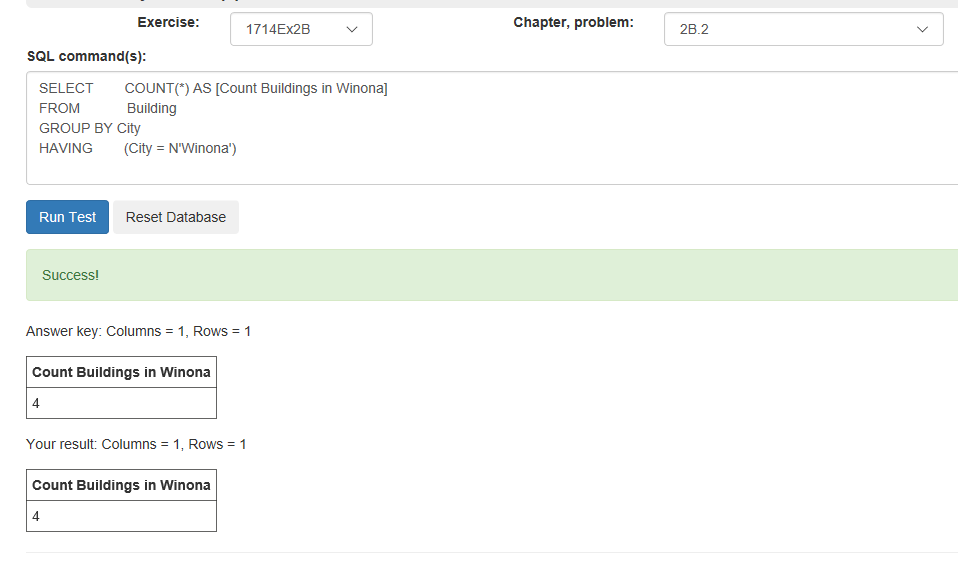 Exercise: 1714Ex2B Chapter, problem: 2B.2
SQL command(s):
SELECT COUNT(*) AS [Count Buildings in Winona]
FROM Building
GROUP BY City
HAVING (City = N'Winona')
Run Test Reset Database
Success!
Answer key: Columns = 1, Rows = 1
Count Buildings in Winona
4
Your result: Columns = 1, Rows = 1
Count Buildings in Winona
4